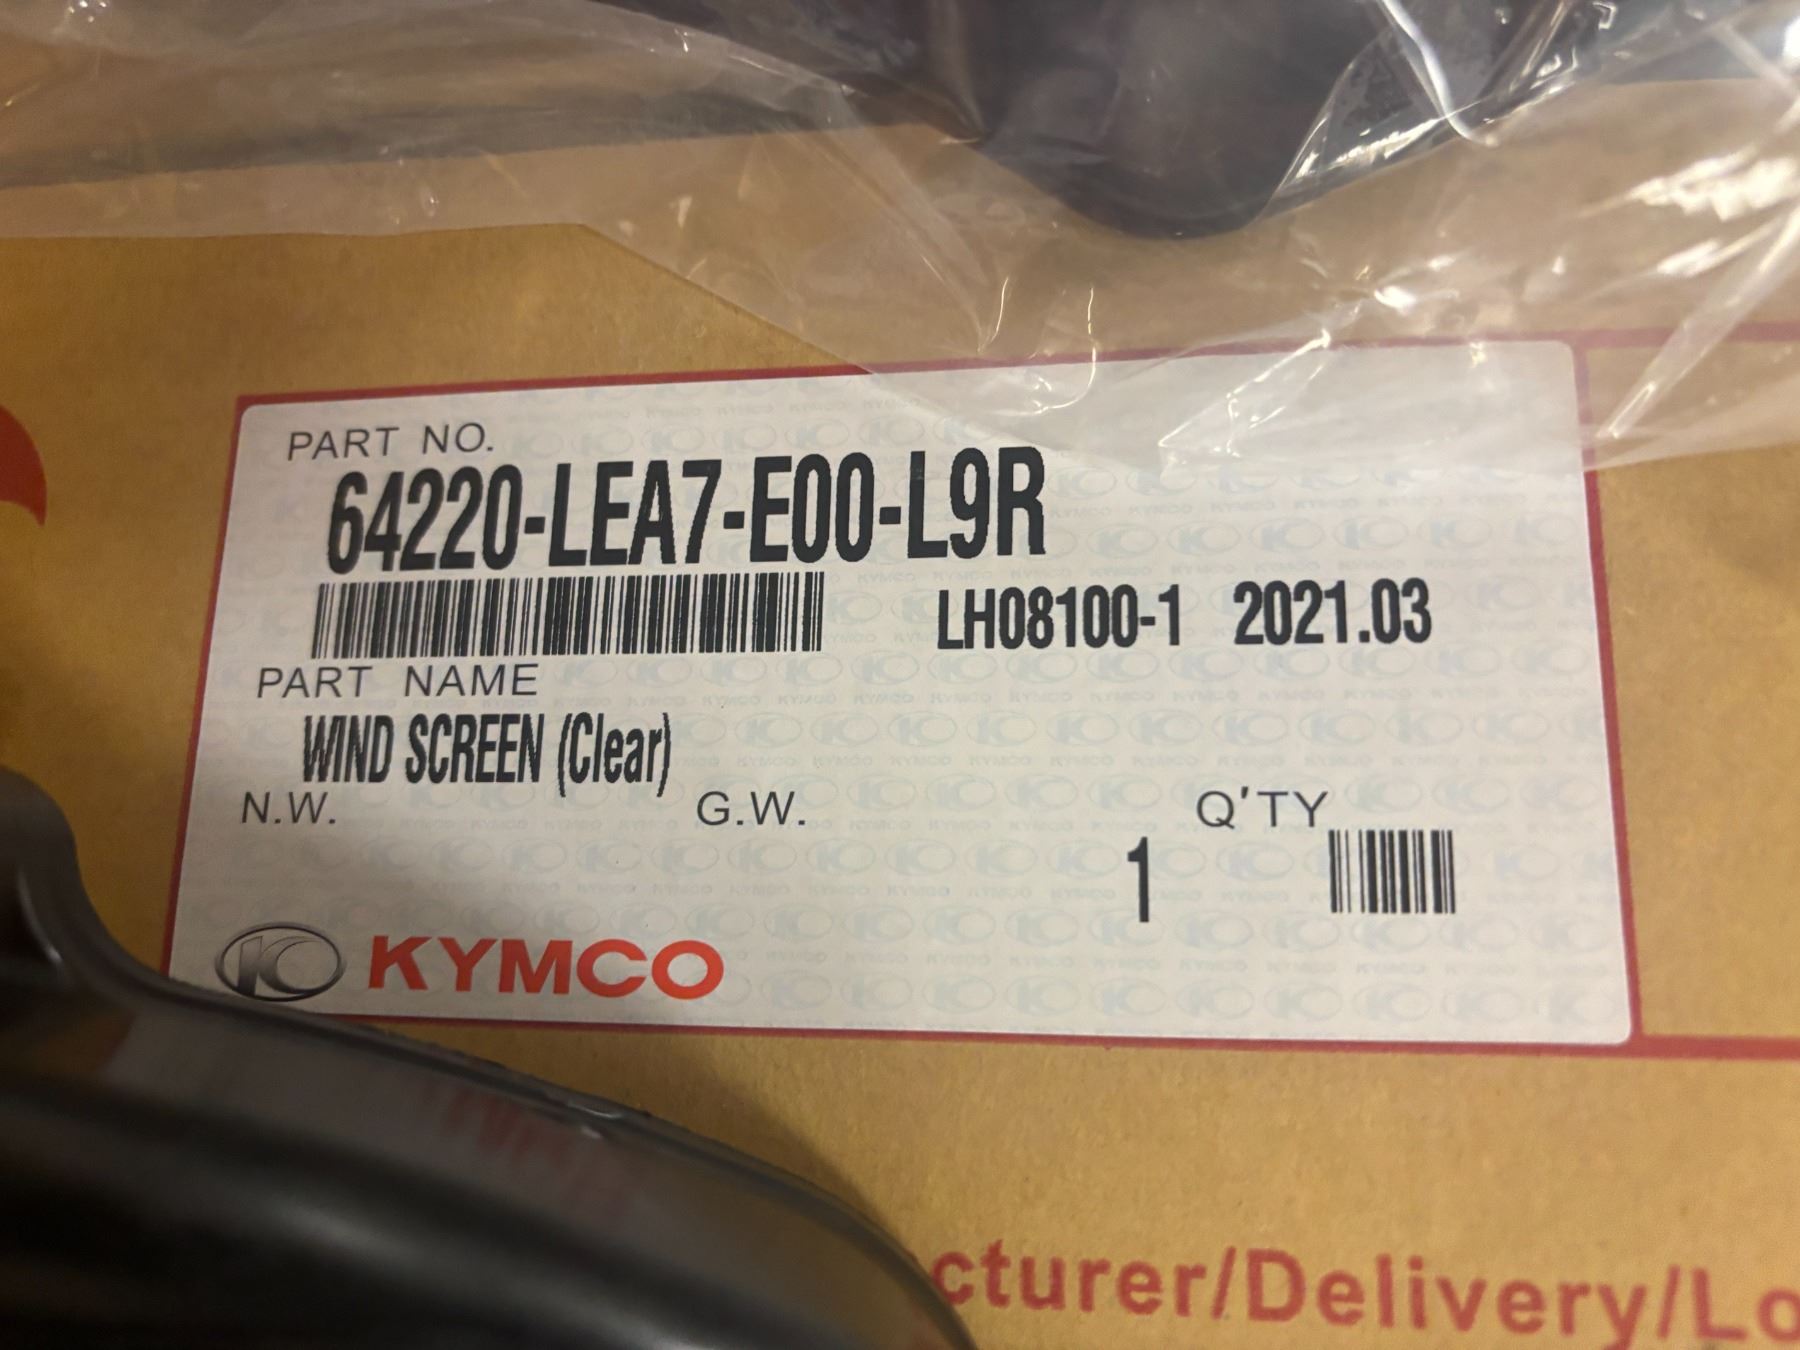 PART NO.
64220-LEA7-E00-L9R
LH08100-1 2021.03
PART NAME
WIND SCREEN (Clear)
N.W. G.W. Q'TY
1
KYMCO
cturer/Delivery/Lo